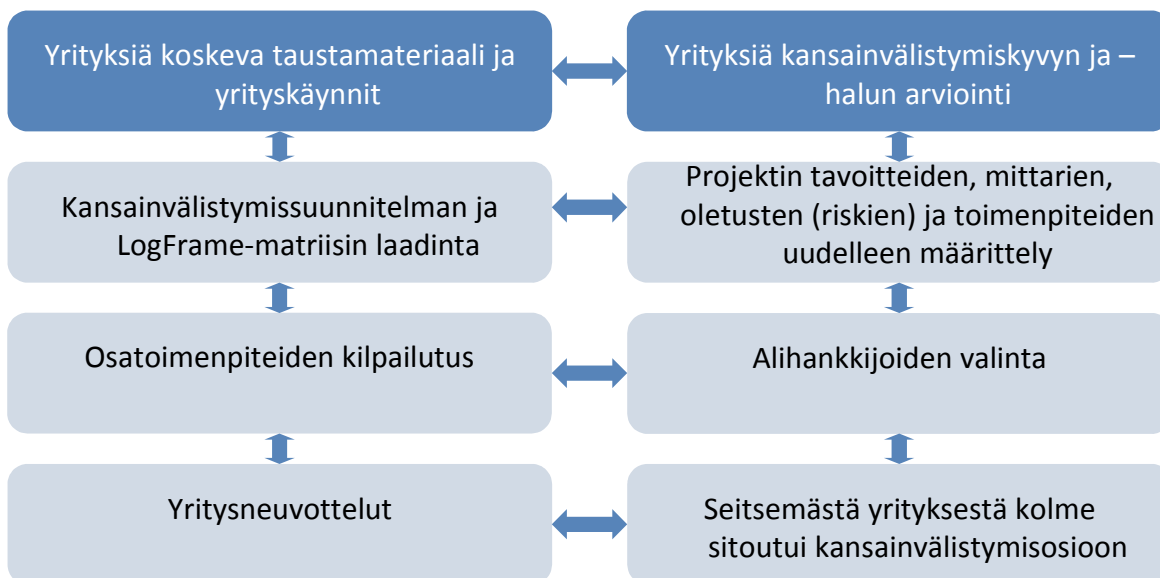 Yrityksiä koskeva taustamateriaali ja
yrityskäynnit
Yrityksiä kansainvälistymiskyvyn ja –
halun arviointi
Kansainvälistymissuunnitelman ja
LogFrame-matriisin laadinta
Projektin tavoitteiden, mittarien,
oletusten (riskien) ja toimenpiteiden
uudelleen määrittely
Osatoimenpiteiden kilpailutus
Alihankkijoiden valinta
Yritysneuvottelut
Seitsemästä yrityksestä kolme
sitoutui kansainvälistymisosioon